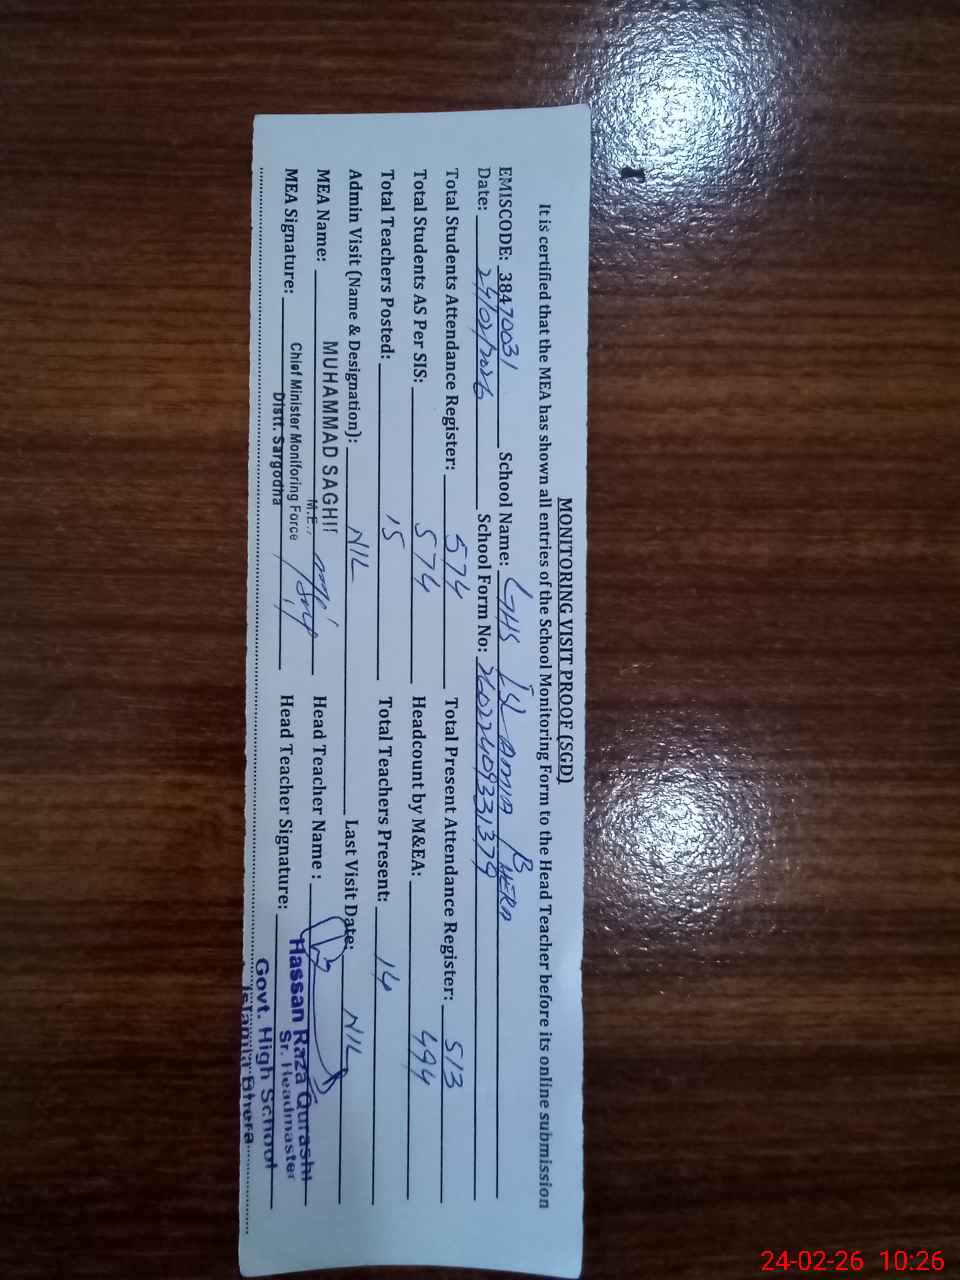 MONITORING VISIT PROOF (SGD)
It is certified that the MEA has shown all entries of the School Monitoring Form to the Head Teacher before its online submission
EMISCODE: 38470031 School Name: GHS ISLAMIA BHERA
Date: 24/02/2026 School Form No:
Total Students Attendance Register: 574 Total Present Attendance Register: 513
Total Students AS Per SIS: 574 Headcount by M&EA: 494
Total Teachers Posted: 15 Total Teachers Present: 14
Admin Visit (Name & Designation): NIL Last Visit Date: NIL
MEA Name: MUHAMMAD Head Teacher Name :
MEA Signature: Head Teacher Signature:
Chief Minister Monitoring Force
Distt. Sargodha
Hassan Raza Qurashi
Sr. Headmaster
Govt. High School
Islamia Bhera
24-02-26 10:26